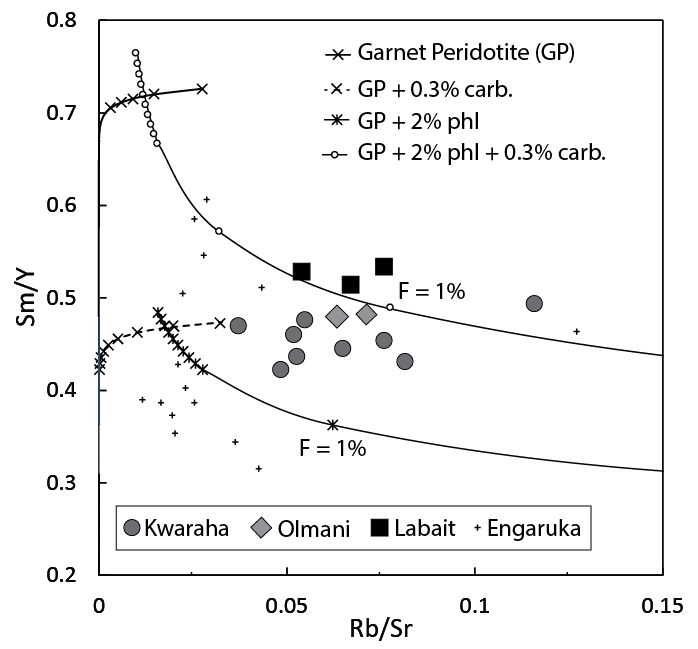 0.8
0.7
0.6
0.5
0.4
0.3
0.2
Sm/Y
Garnet Peridotite (GP)
GP + 0.3% carb.
GP + 2% phl
GP + 2% phl + 0.3% carb.
F = 1%
F = 1%
Kwaraha Olmani Labait Engaruka
0 0.05 0.1 0.15
Rb/Sr